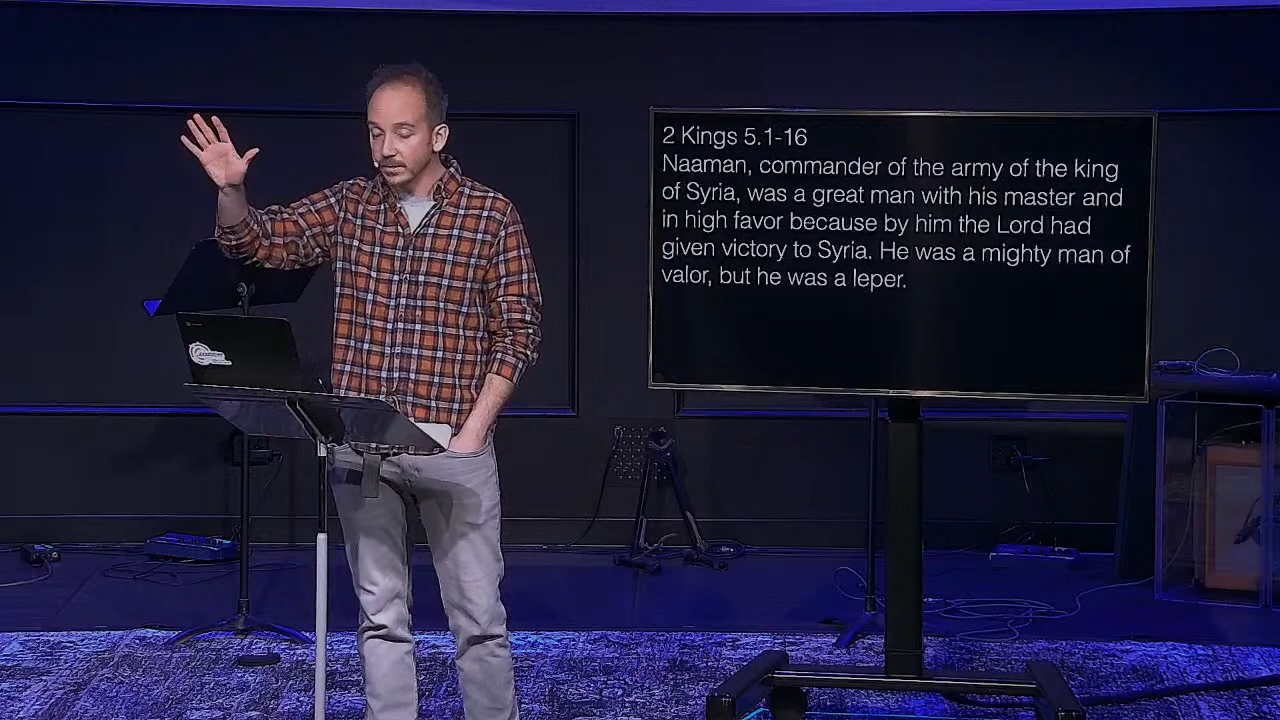 2 Kings 5.1-16
Naaman, commander of the army of the king
of Syria, was a great man with his master and
in high favor because by him the Lord had
given victory to Syria. He was a mighty man of
valor, but he was a leper.